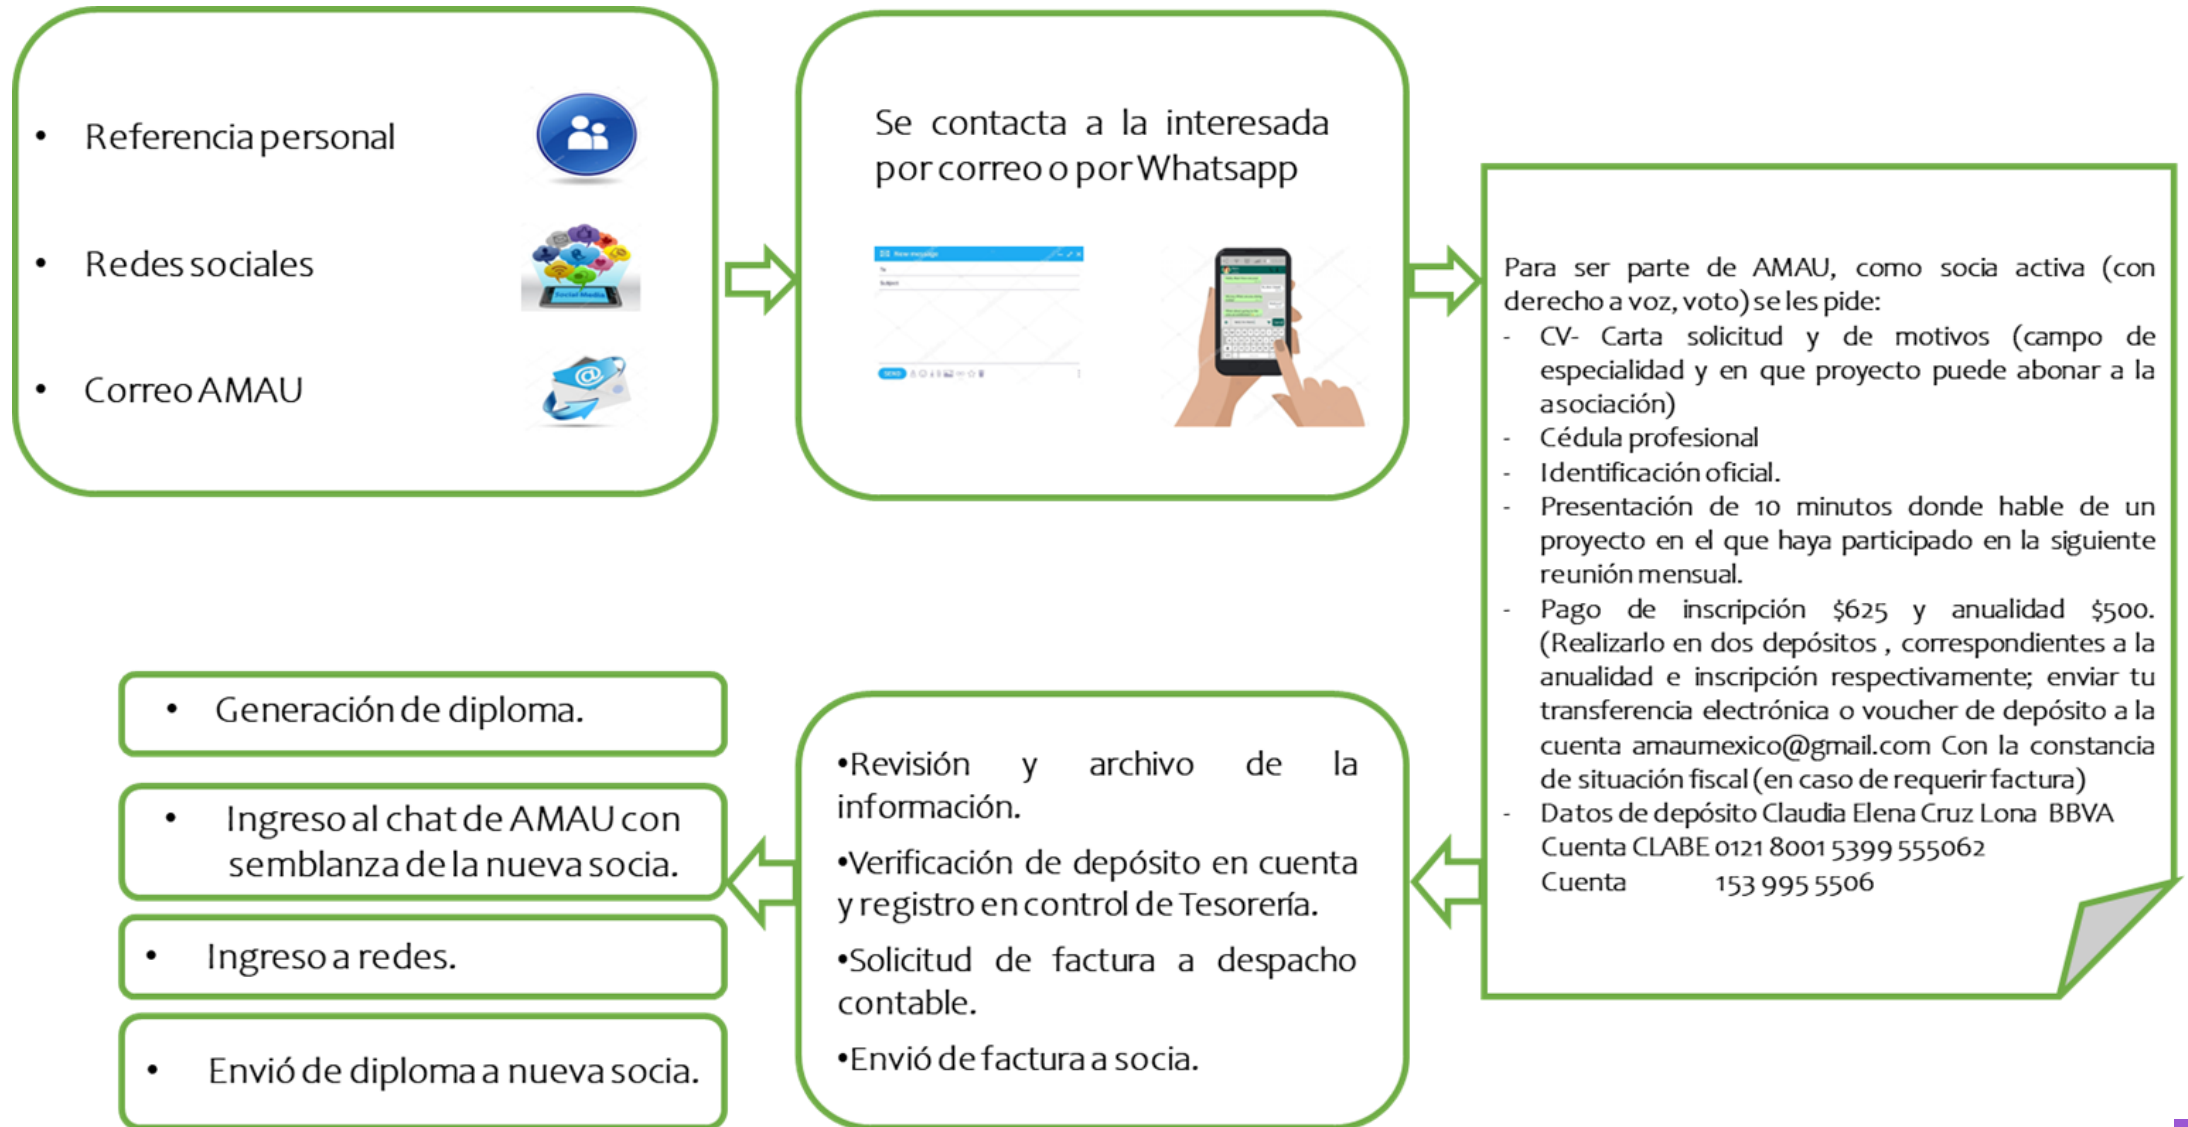 • Referencia personal
• Redes sociales
Social Media
• Correo AMAU
Se contacta a la interesada
por correo o por Whatsapp
New message
To
Subject
SEND
Para ser parte de AMAU, como socia activa (con
derecho a voz, voto) se les pide:
- CV- Carta solicitud y de motivos (campo de
especialidad y en que proyecto puede abonar a la
asociación)
- Cédula profesional
- Identificación oficial.
- Presentación de 10 minutos donde hable de un
proyecto en el que haya participado en la siguiente
reunión mensual.
- Pago de inscripción $625 y anualidad $500.
(Realizarlo en dos depósitos , correspondientes a la
anualidad e inscripción respectivamente; enviar tu
transferencia electrónica o voucher de depósito a la
cuenta amaumexico@gmail.com Con la constancia
de situación fiscal (en caso de requerir factura)
- Datos de depósito Claudia Elena Cruz Lona BBVA
Cuenta CLABE 0121 8001 5399 555062
Cuenta 153 995 5506
•Revisión y archivo de la
información.
•Verificación de depósito en cuenta
y registro en control de Tesorería.
•Solicitud de factura a despacho
contable.
•Envió de factura a socia.
• Generación de diploma.
• Ingreso al chat de AMAU con
semblanza de la nueva socia.
• Ingreso a redes.
• Envió de diploma a nueva socia.